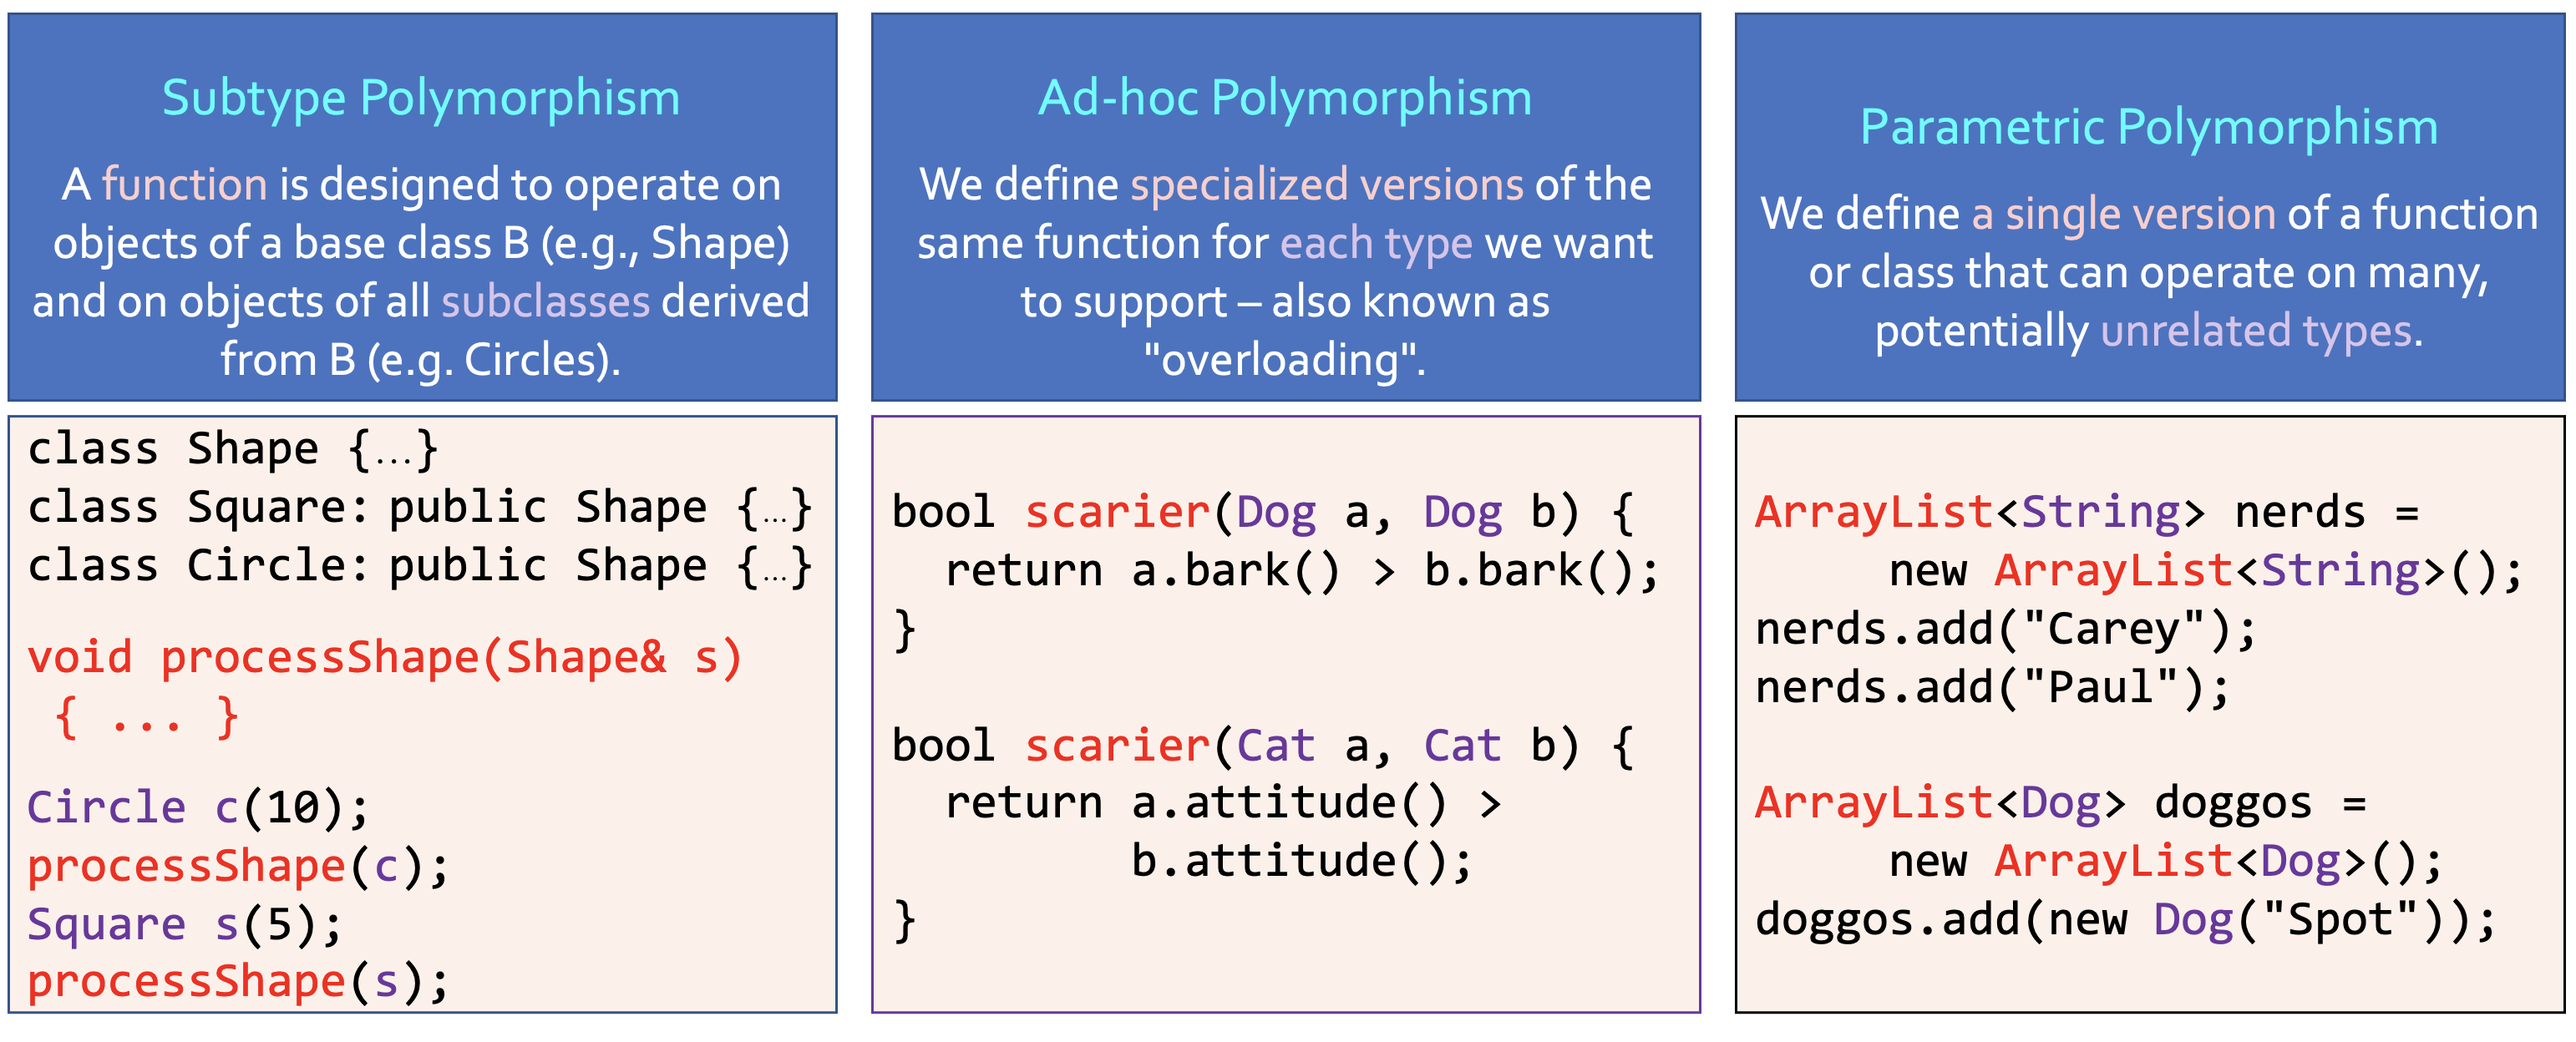 Subtype Polymorphism
A function is designed to operate on
objects of a base class B (e.g., Shape)
and on objects of all subclasses derived
from B (e.g. Circles).
class Shape {...}
class Square: public Shape {...}
class Circle: public Shape {...}
void processShape(Shape& s)
{ ... }
Circle c(10);
processShape(c);
Square s(5);
processShape(s);
Ad-hoc Polymorphism
We define specialized versions of the
same function for each type we want
to support – also known as
"overloading".
bool scarier(Dog a, Dog b) {
return a.bark() > b.bark();
}
bool scarier(Cat a, Cat b) {
return a.attitude() >
b.attitude();
}
Parametric Polymorphism
We define a single version of a function
or class that can operate on many,
potentially unrelated types.
ArrayList<String> nerds =
new ArrayList<String>();
nerds.add("Carey");
nerds.add("Paul");
ArrayList<Dog> doggos =
new ArrayList<Dog>();
doggos.add(new Dog("Spot"));